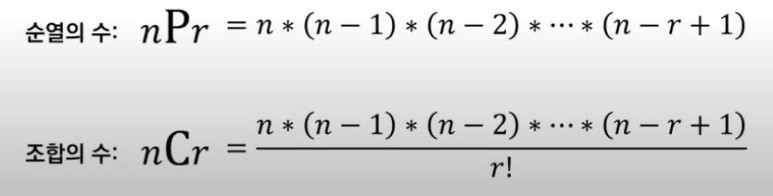 순열의 수: nPr = n * (n − 1) * (n − 2) * ⋯ * (n − r + 1)
조합의 수: nCr = n * (n − 1) * (n − 2) * ⋯ * (n − r + 1)
r!